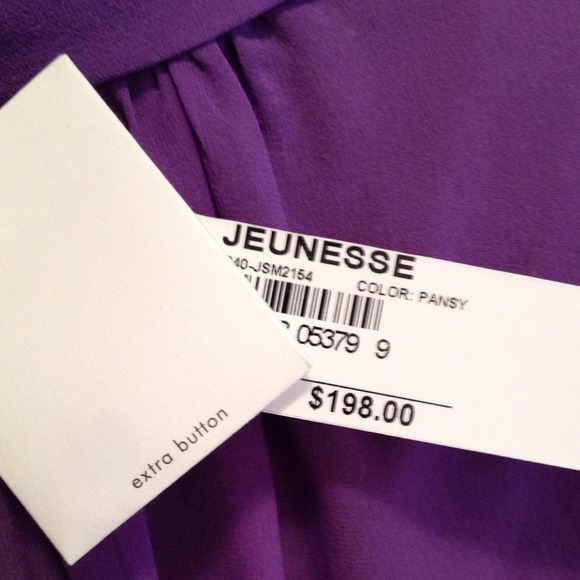 JEUNESSE
40-JSM2154 COLOR: PANSY
05379 9
$198.00
extra button